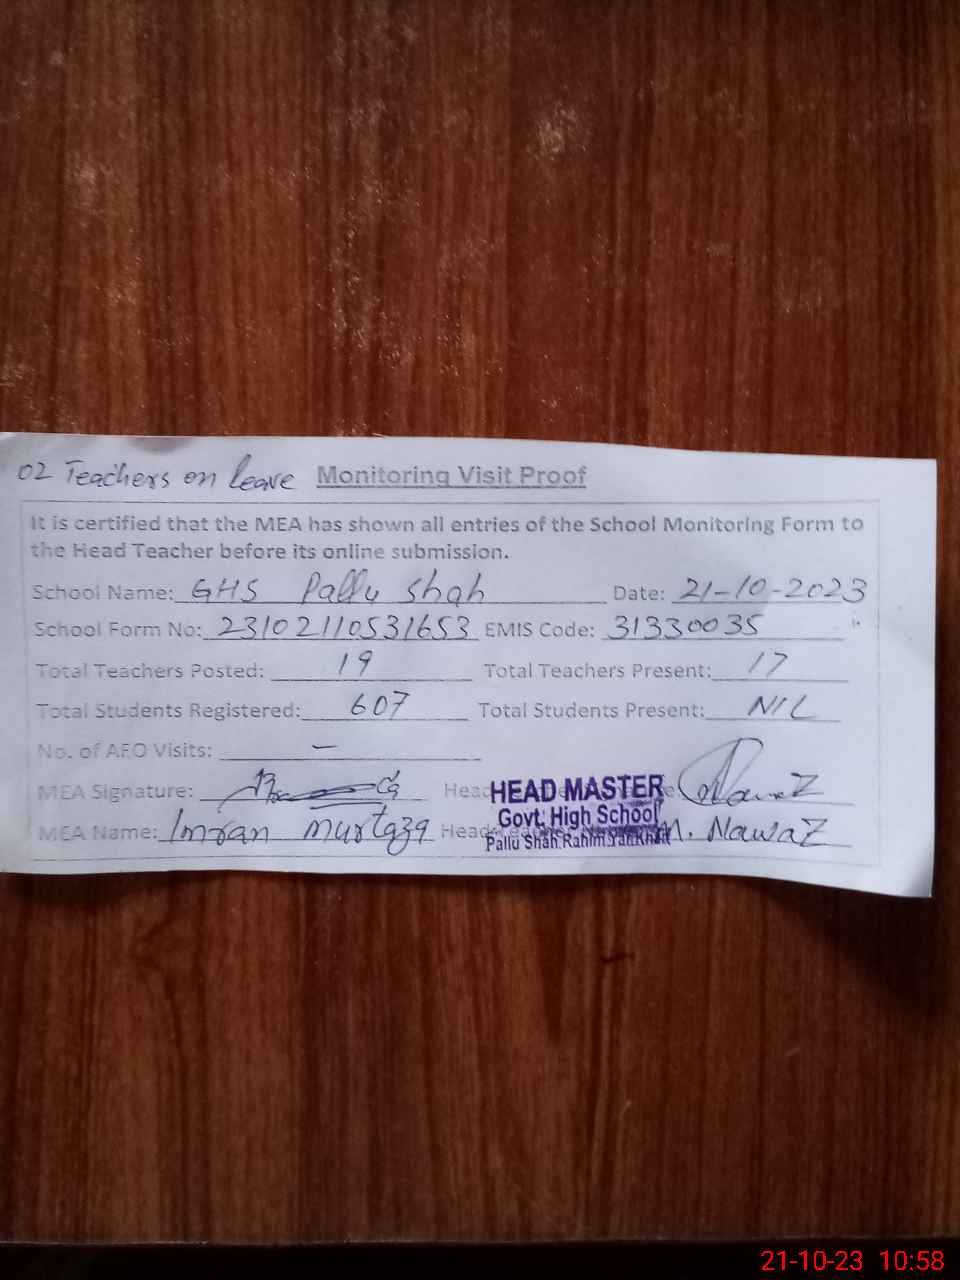 02 Teachers on leave Monitoring Visit Proof
It is certified that the MEA has shown all entries of the School Monitoring Form to
the Head Teacher before its online submission.
School Name: GHS Pallu Shah Date: 21-10-2023
School Form No: 23102110531653 EMIS Code: 31330035
Total Teachers Posted: 19 Total Teachers Present: 17
Total Students Registered: 607 Total Students Present: NIL
No. of AEO Visits: –
MEA Signature: Head
HEAD MASTER
Govt. High School
Pallu Shah Rahim Yar Khan
MEA Name: Imran murtaza Head M. Nawaz
21-10-23 10:58